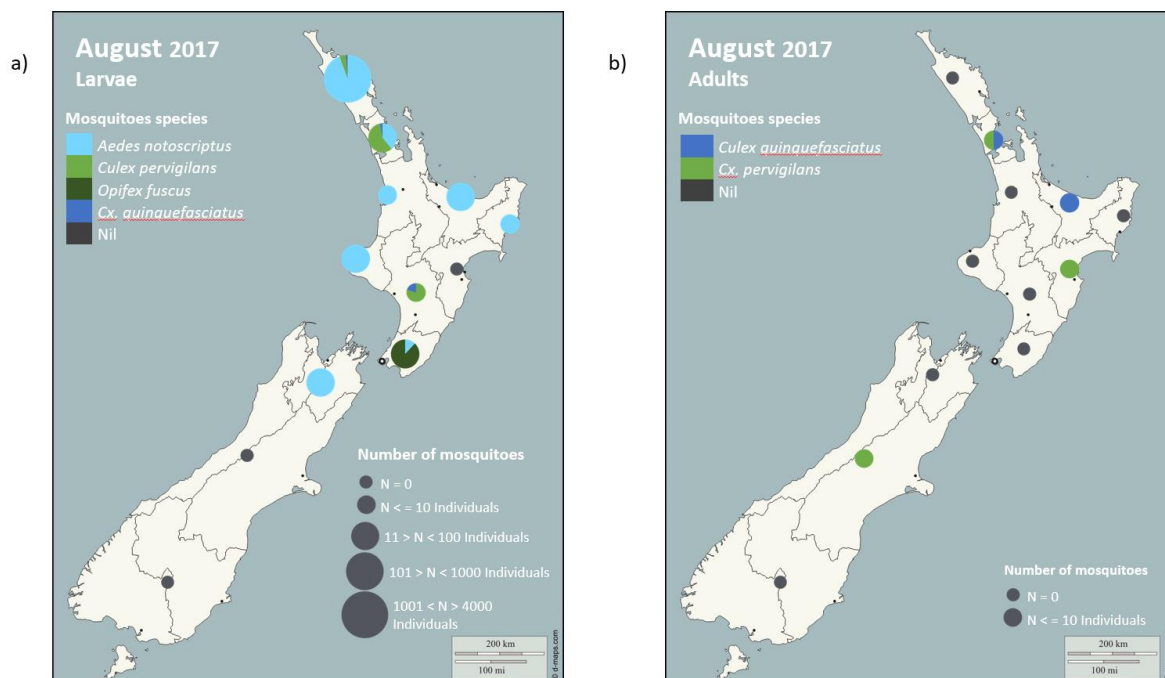 a)
August 2017
Larvae
Mosquitoes species
Aedes notoscriptus
Culex pervigilans
Opifex fuscus
Cx. quinquefasciatus
Nil
Number of mosquitoes
N = 0
N < = 10 Individuals
11 > N < 100 Individuals
101 > N < 1000 Individuals
1001 < N > 4000
Individuals
200 km
100 mi
© d-maps.com
b)
August 2017
Adults
Mosquitoes species
Culex quinquefasciatus
Cx. pervigilans
Nil
Number of mosquitoes
N = 0
N < = 10 Individuals
200 km
100 mi